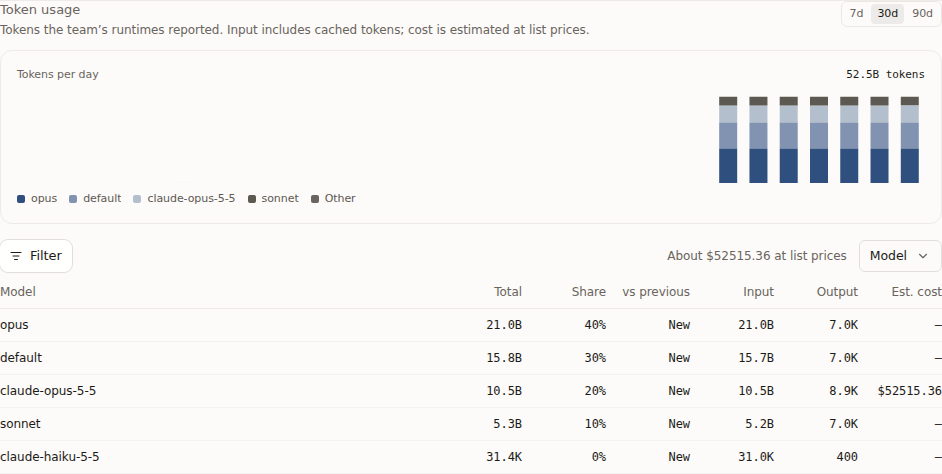 Token usage
7d 30d 90d
Tokens the team's runtimes reported. Input includes cached tokens; cost is estimated at list prices.
Tokens per day 52.5B tokens
opus default claude-opus-5-5 sonnet Other
Filter About $52515.36 at list prices Model
Model Total Share vs previous Input Output Est. cost
opus 21.0B 40% New 21.0B 7.0K —
default 15.8B 30% New 15.7B 7.0K —
claude-opus-5-5 10.5B 20% New 10.5B 8.9K $52515.36
sonnet 5.3B 10% New 5.2B 7.0K —
claude-haiku-5-5 31.4K 0% New 31.0K 400 —